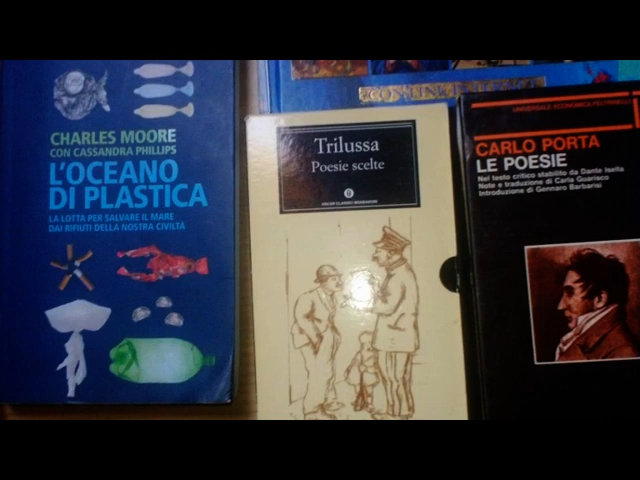 CHARLES MOORE
CON CASSANDRA PHILLIPS
L'OCEANO
DI PLASTICA
LA LOTTA PER SALVARE IL MARE
DAI RIFIUTI DELLA NOSTRA CIVILTÀ
Trilussa
Poesie scelte
OSCAR CLASSICI MONDADORI
UNIVERSALE ECONOMICA FELTRINELLI
CARLO PORTA
LE POESIE
Nel testo critico stabilito da Dante Isella
Note e traduzione di Carla Guarisco
Introduzione di Gennaro Barbarisi